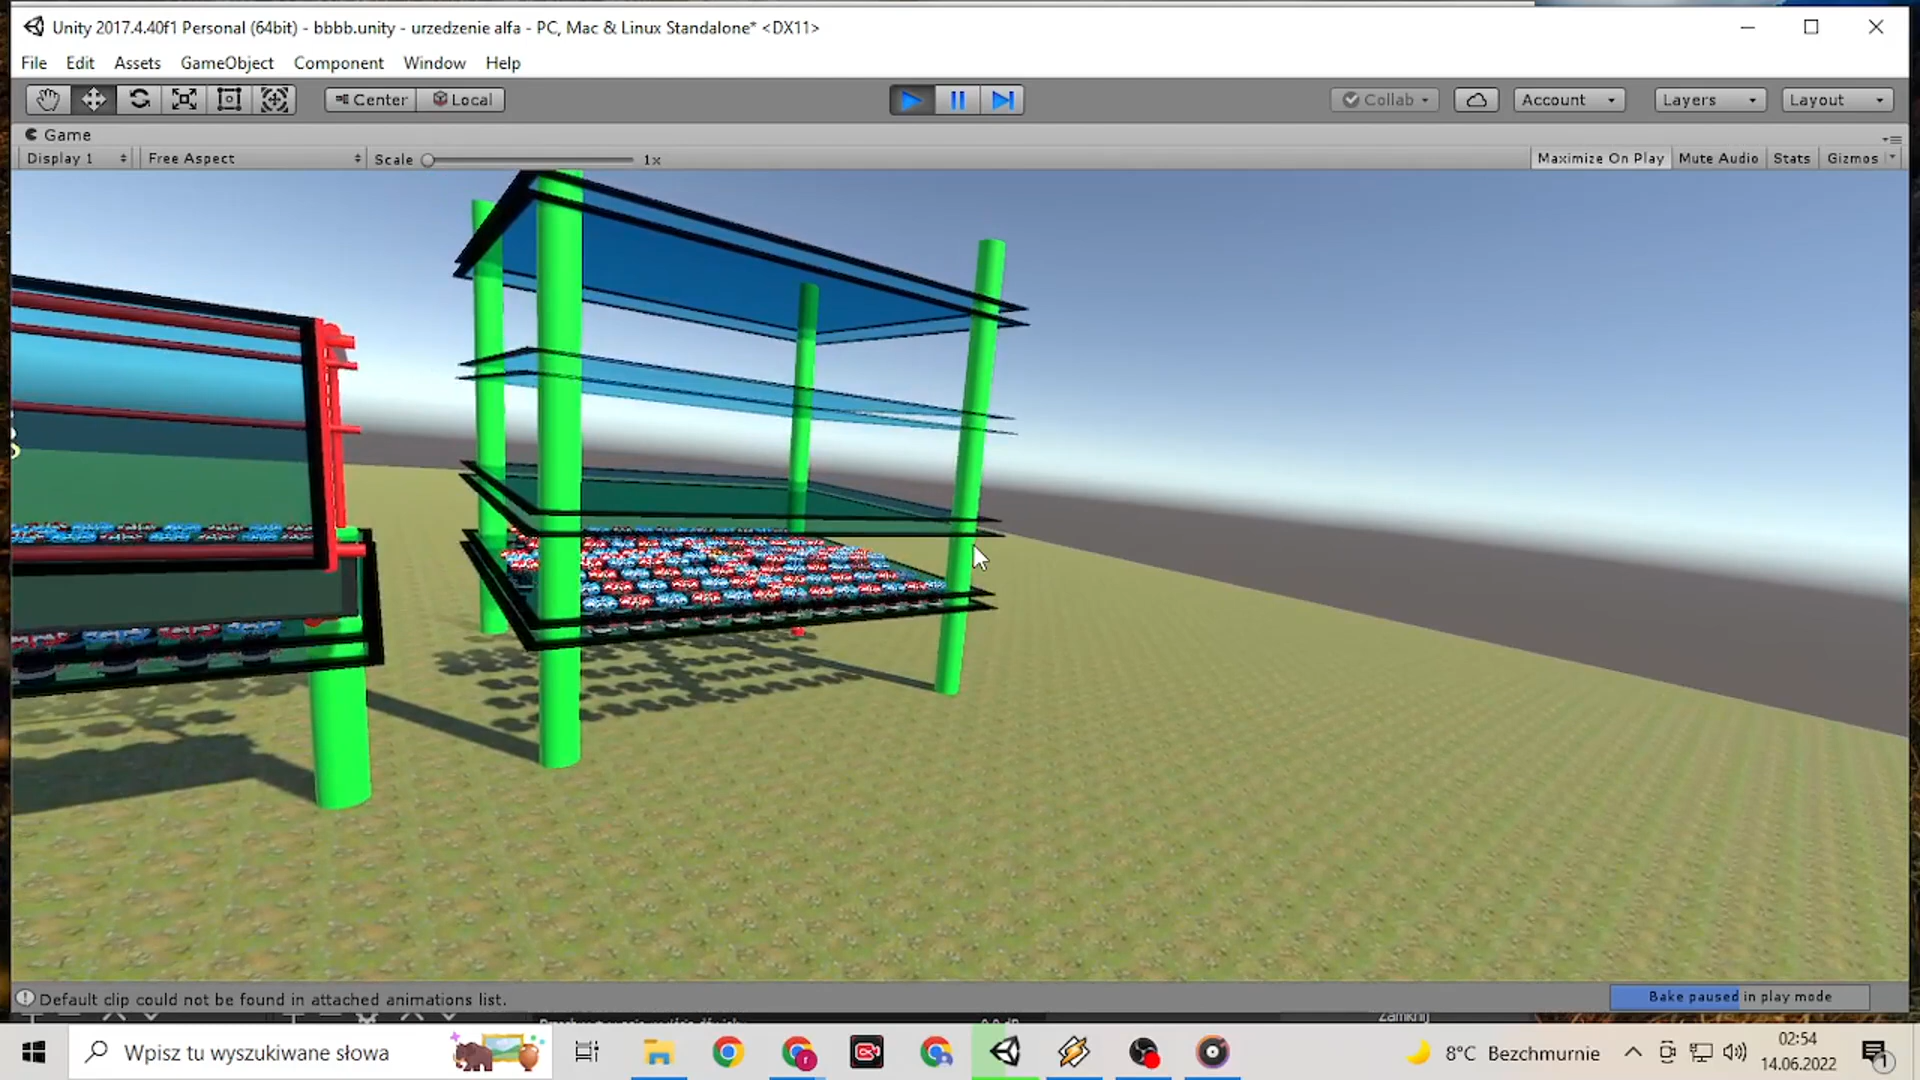 Unity 2017.4.40f1 Personal (64bit) - bbbb.unity - urzedzenie alfa - PC, Mac & Linux Standalone* <DX11>
File Edit Assets GameObject Component Window Help
Center Local Collab Account Layers Layout
Game
Display 1 Free Aspect Scale 1x Maximize On Play Mute Audio Stats Gizmos
Default clip could not be found in attached animations list. Bake paused in play mode
Zamknij
Wpisz tu wyszukiwane słowa
8°C Bezchmurnie
02:54
14.06.2022
1